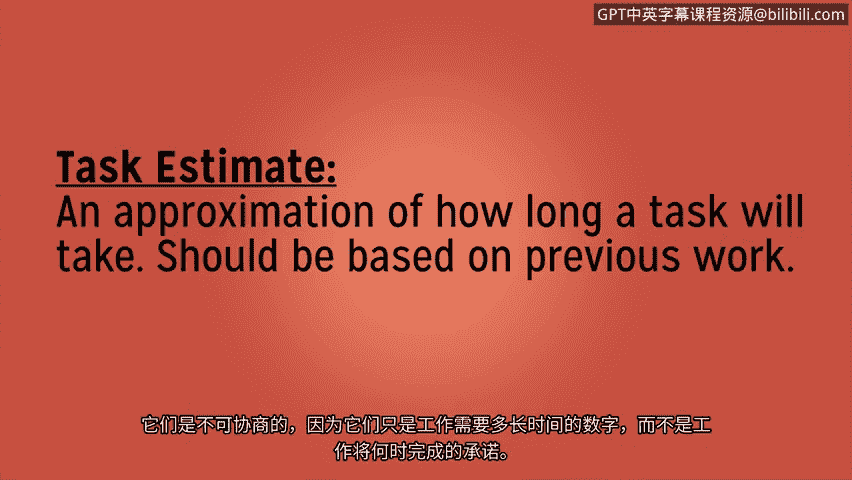 GPT中英字幕课程资源@bilibili.com
Task Estimate:
An approximation of how long a task will
take. Should be based on previous work.
它们是不可协商的，因为它们只是工作需要多长时间的数字，而不是工
作将何时完成的承诺。